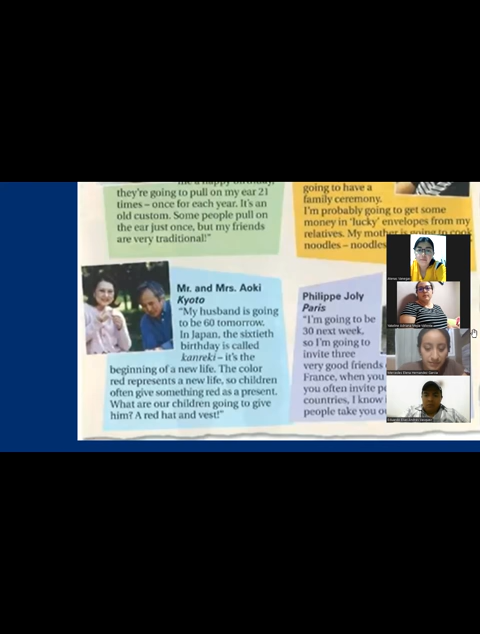 me a happy birthday,
they're going to pull on my ear 21
times – once for each year. It's an
old custom. Some people pull on
the ear just once, but my friends
are very traditional!"
going to have a
family ceremony.
I'm probably going to get some
money in 'lucky' envelopes from my
relatives. My mother is going to cook
noodles – noodles
Mr. and Mrs. Aoki
Kyoto
"My husband is going
to be 60 tomorrow.
In Japan, the sixtieth
birthday is called
kanreki – it's the
beginning of a new life. The color
red represents a new life, so children
often give something red as a present.
What are our children going to give
him? A red hat and vest!"
Philippe Joly
Paris
"I'm going to be
30 next week,
so I'm going to
invite three
very good friends
France, when you
you often invite
countries, I know
people take you